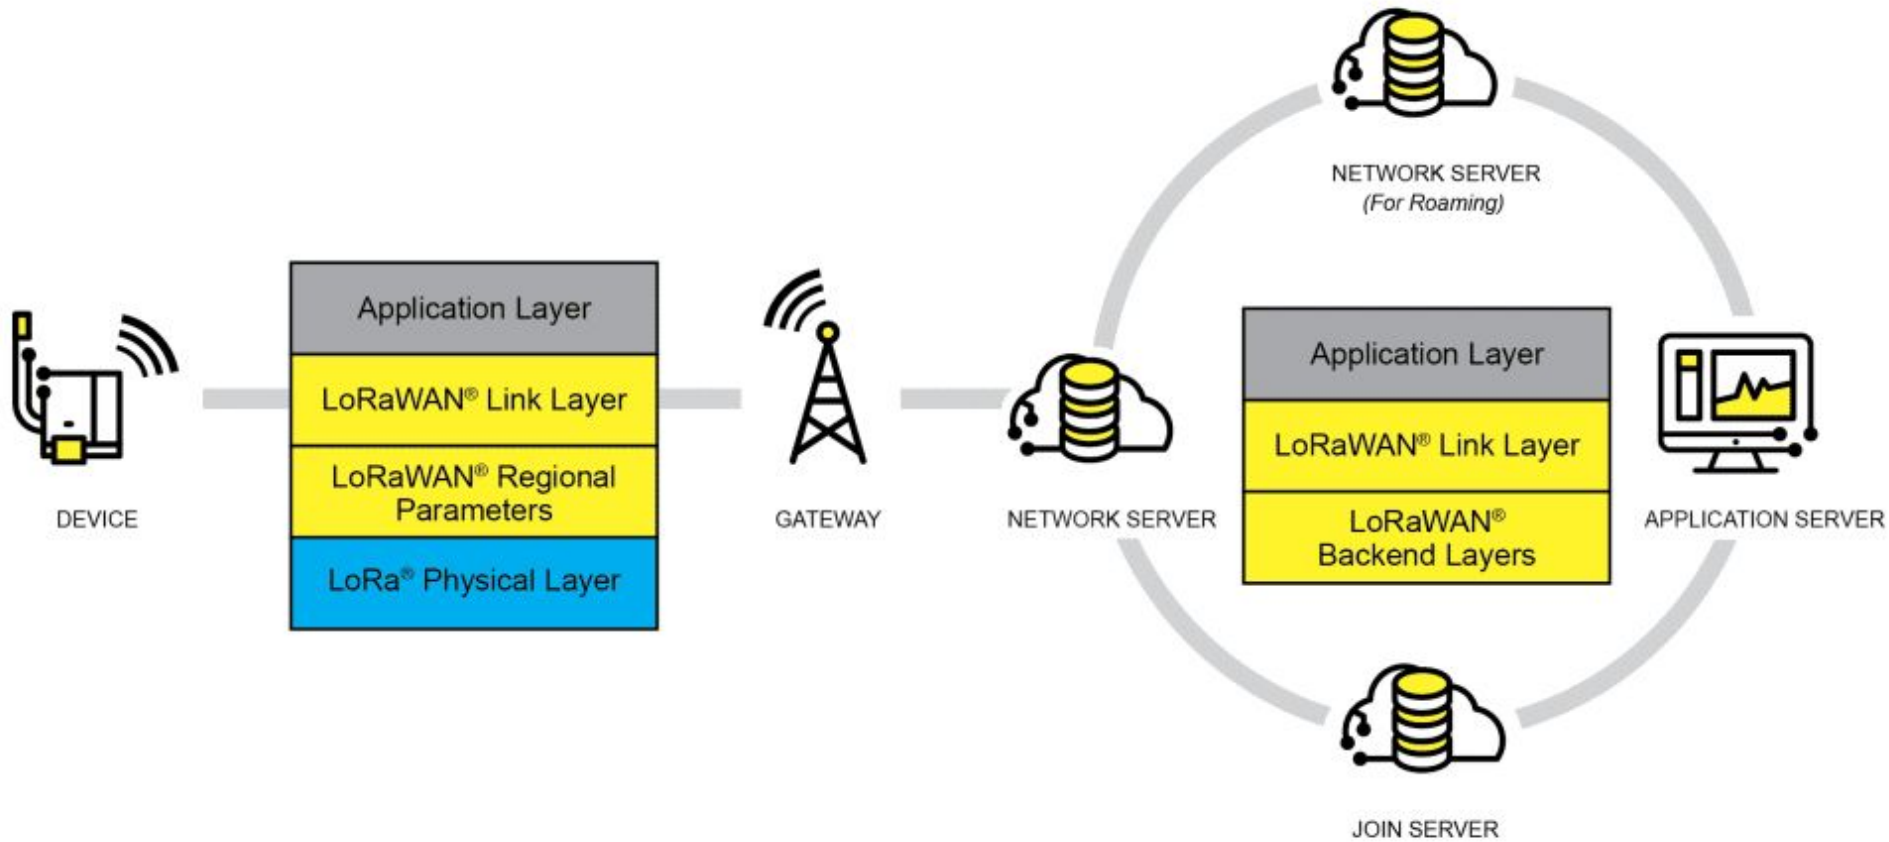 NETWORK SERVER
(For Roaming)
Application Layer
LoRaWAN® Link Layer
LoRaWAN® Regional
Parameters
LoRa® Physical Layer
Application Layer
LoRaWAN® Link Layer
LoRaWAN®
Backend Layers
DEVICE
GATEWAY
NETWORK SERVER
APPLICATION SERVER
JOIN SERVER